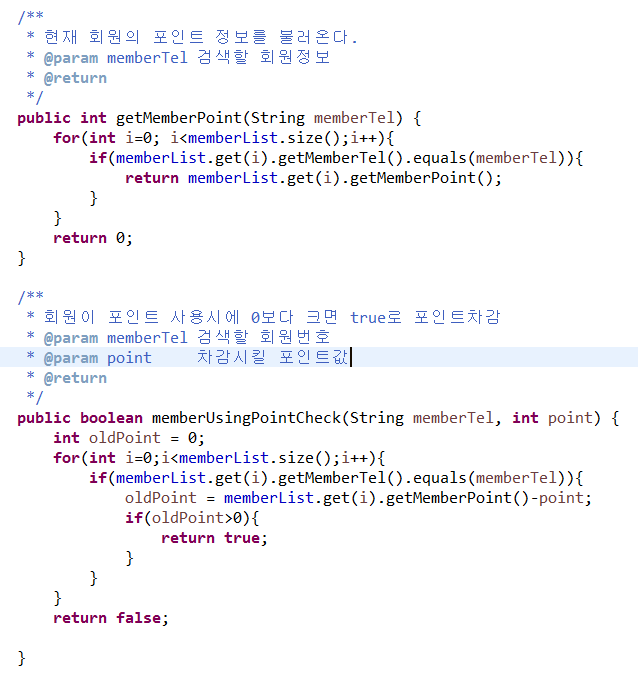 /**
 * 현재 회원의 포인트 정보를 불러온다.
 * @param memberTel 검색할 회원정보
 * @return
 */
public int getMemberPoint(String memberTel) {
    for(int i=0; i<memberList.size();i++){
        if(memberList.get(i).getMemberTel().equals(memberTel)){
            return memberList.get(i).getMemberPoint();
        }
    }
    return 0;
}
/**
 * 회원이 포인트 사용시에 0보다 크면 true로 포인트차감
 * @param memberTel 검색할 회원번호
 * @param point     차감시킬 포인트값
 * @return
 */
public boolean memberUsingPointCheck(String memberTel, int point) {
    int oldPoint = 0;
    for(int i=0;i<memberList.size();i++){
        if(memberList.get(i).getMemberTel().equals(memberTel)){
            oldPoint = memberList.get(i).getMemberPoint()-point;
            if(oldPoint>0){
                return true;
            }
        }
    }
    return false;
}